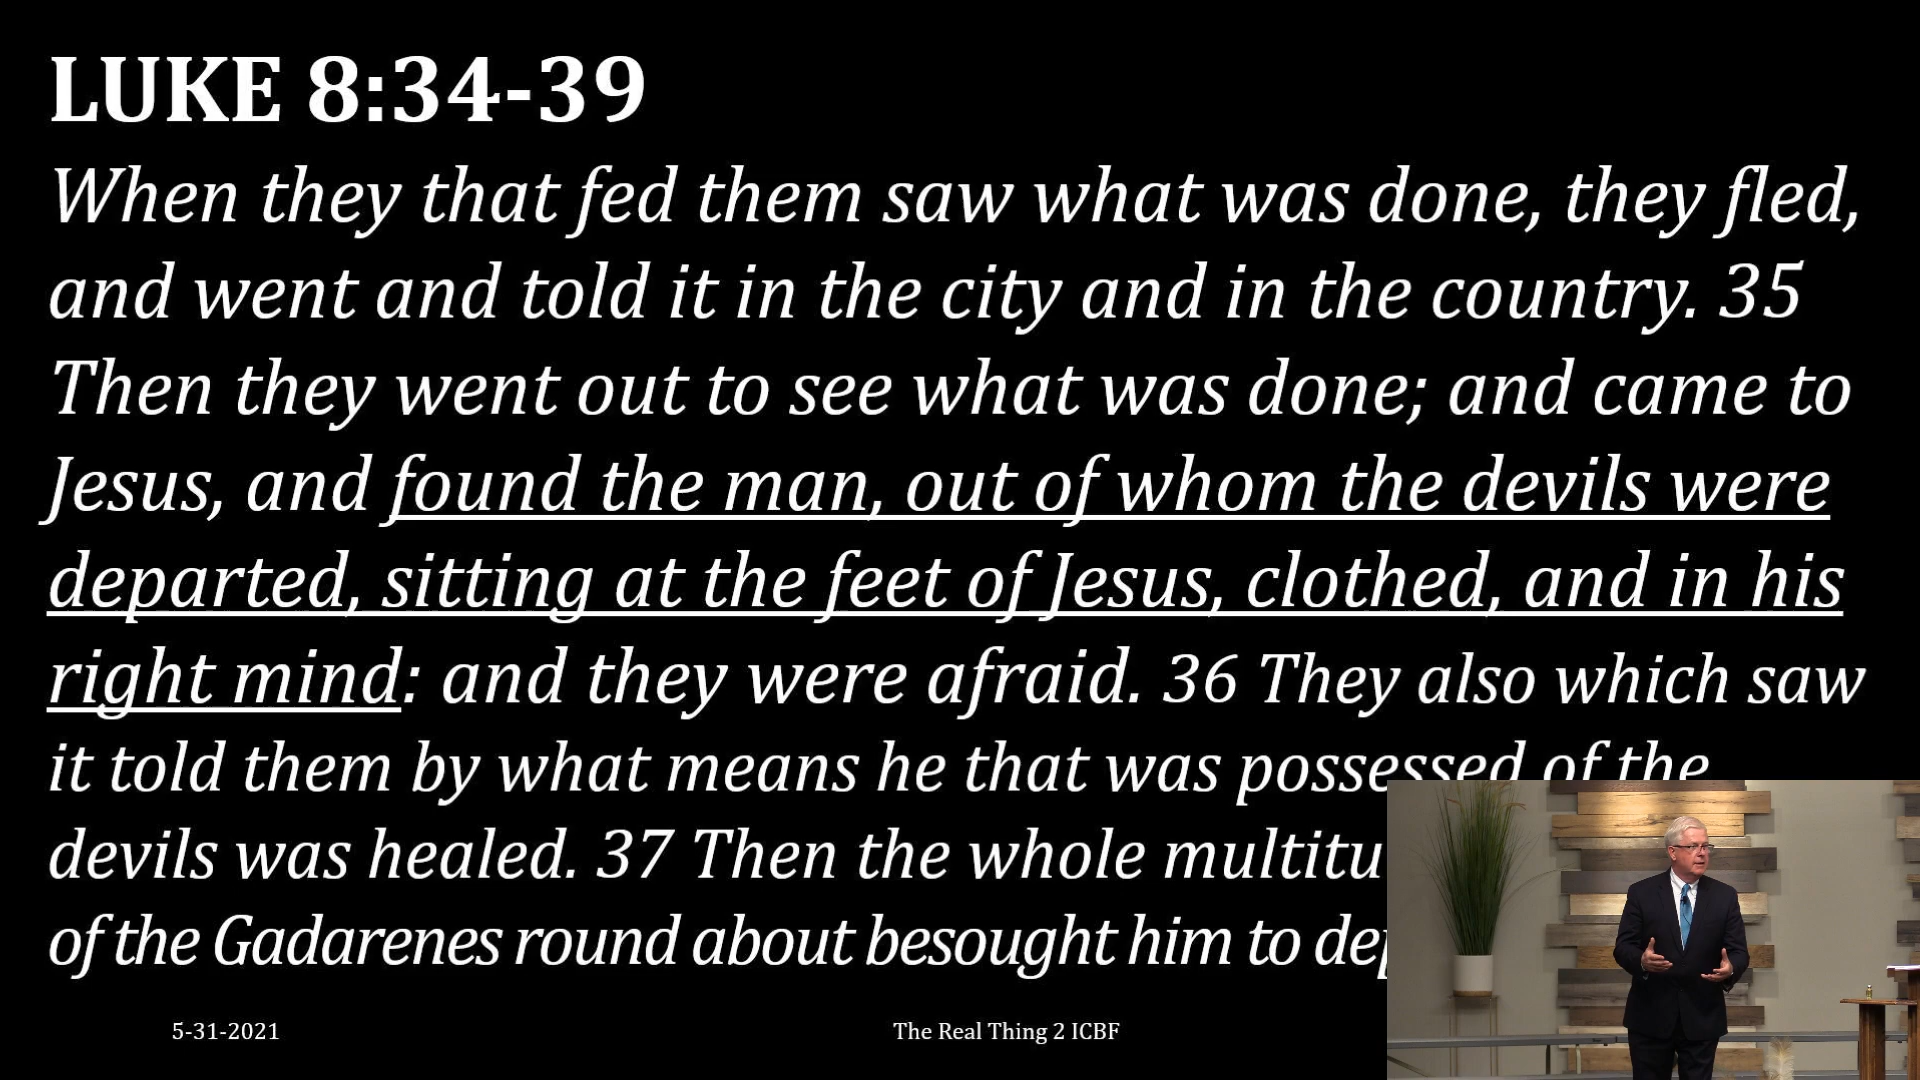 LUKE 8:34-39
When they that fed them saw what was done, they fled,
and went and told it in the city and in the country. 35
Then they went out to see what was done; and came to
Jesus, and found the man, out of whom the devils were
departed, sitting at the feet of Jesus, clothed, and in his
right mind: and they were afraid. 36 They also which saw
it told them by what means he that was possessed of the
devils was healed. 37 Then the whole
of the Gadarenes round about besought him to
5-31-2021
The Real Thing 2 ICBF